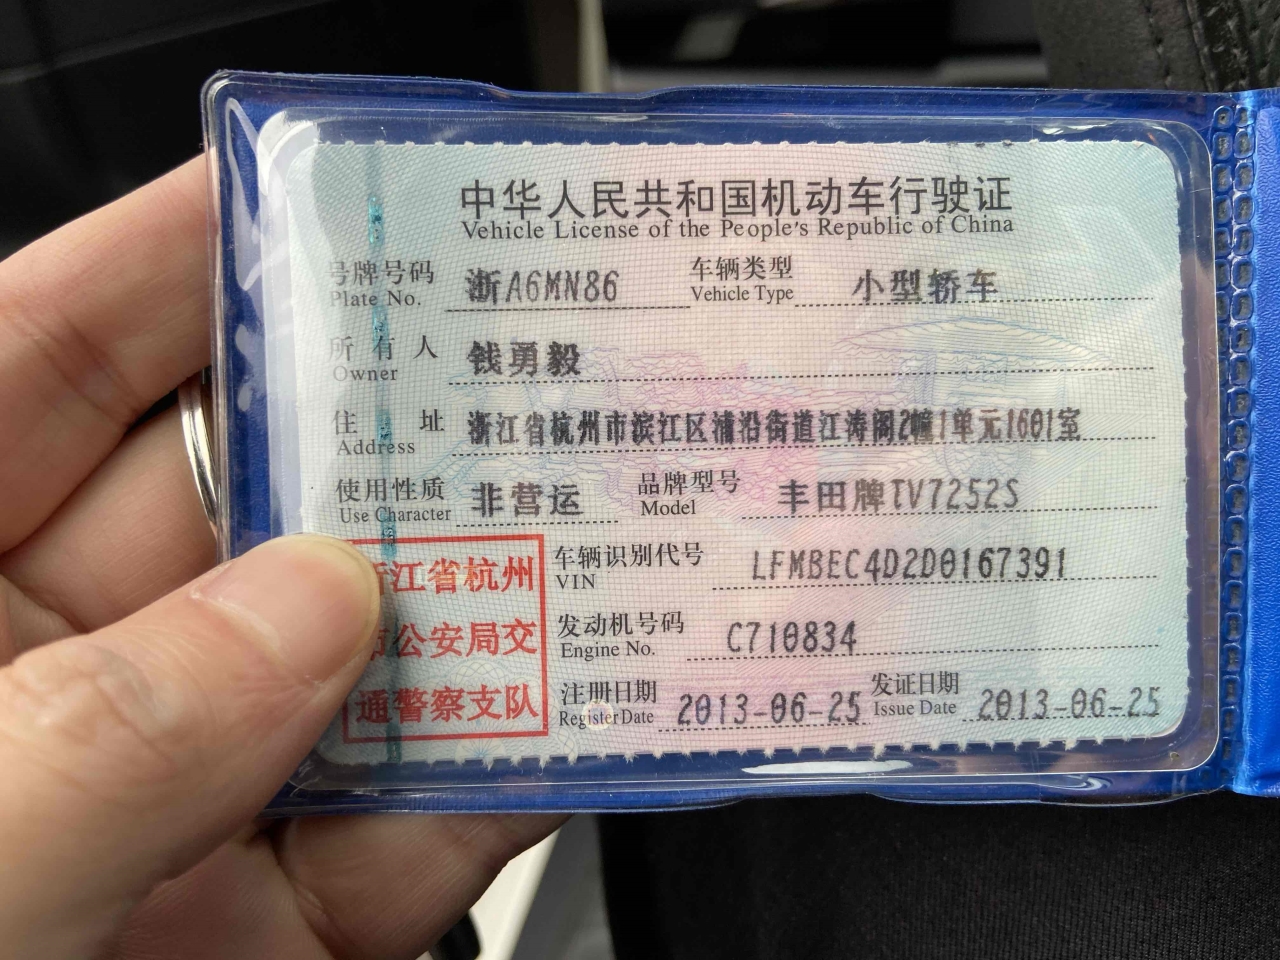 中华人民共和国机动车行驶证
Vehicle License of the People's Republic of China
号牌号码 浙A6MN86 车辆类型 小型轿车
Plate No. Vehicle Type
所有人 钱勇毅
Owner
住址 浙江省杭州市滨江区浦沿街道江涛阁2幢1单元1601室
Address
使用性质 非营运 品牌型号 丰田牌TV7252S
Use Character Model
江省杭州 车辆识别代号 LFMBEC4D2D0167391
VIN
公安局交 发动机号码 C710834
Engine No.
通警察支队 注册日期 2013-06-25 发证日期 2013-06-25
Register Date Issue Date